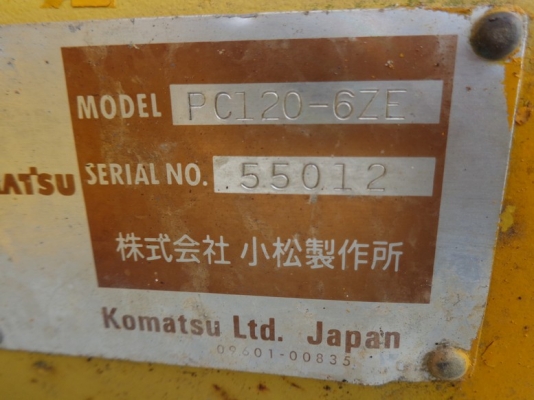 MODEL PC120-6ZE
KOMATSU SERIAL NO. 55012
株式会社 小松製作所
Komatsu Ltd. Japan
09601-00835